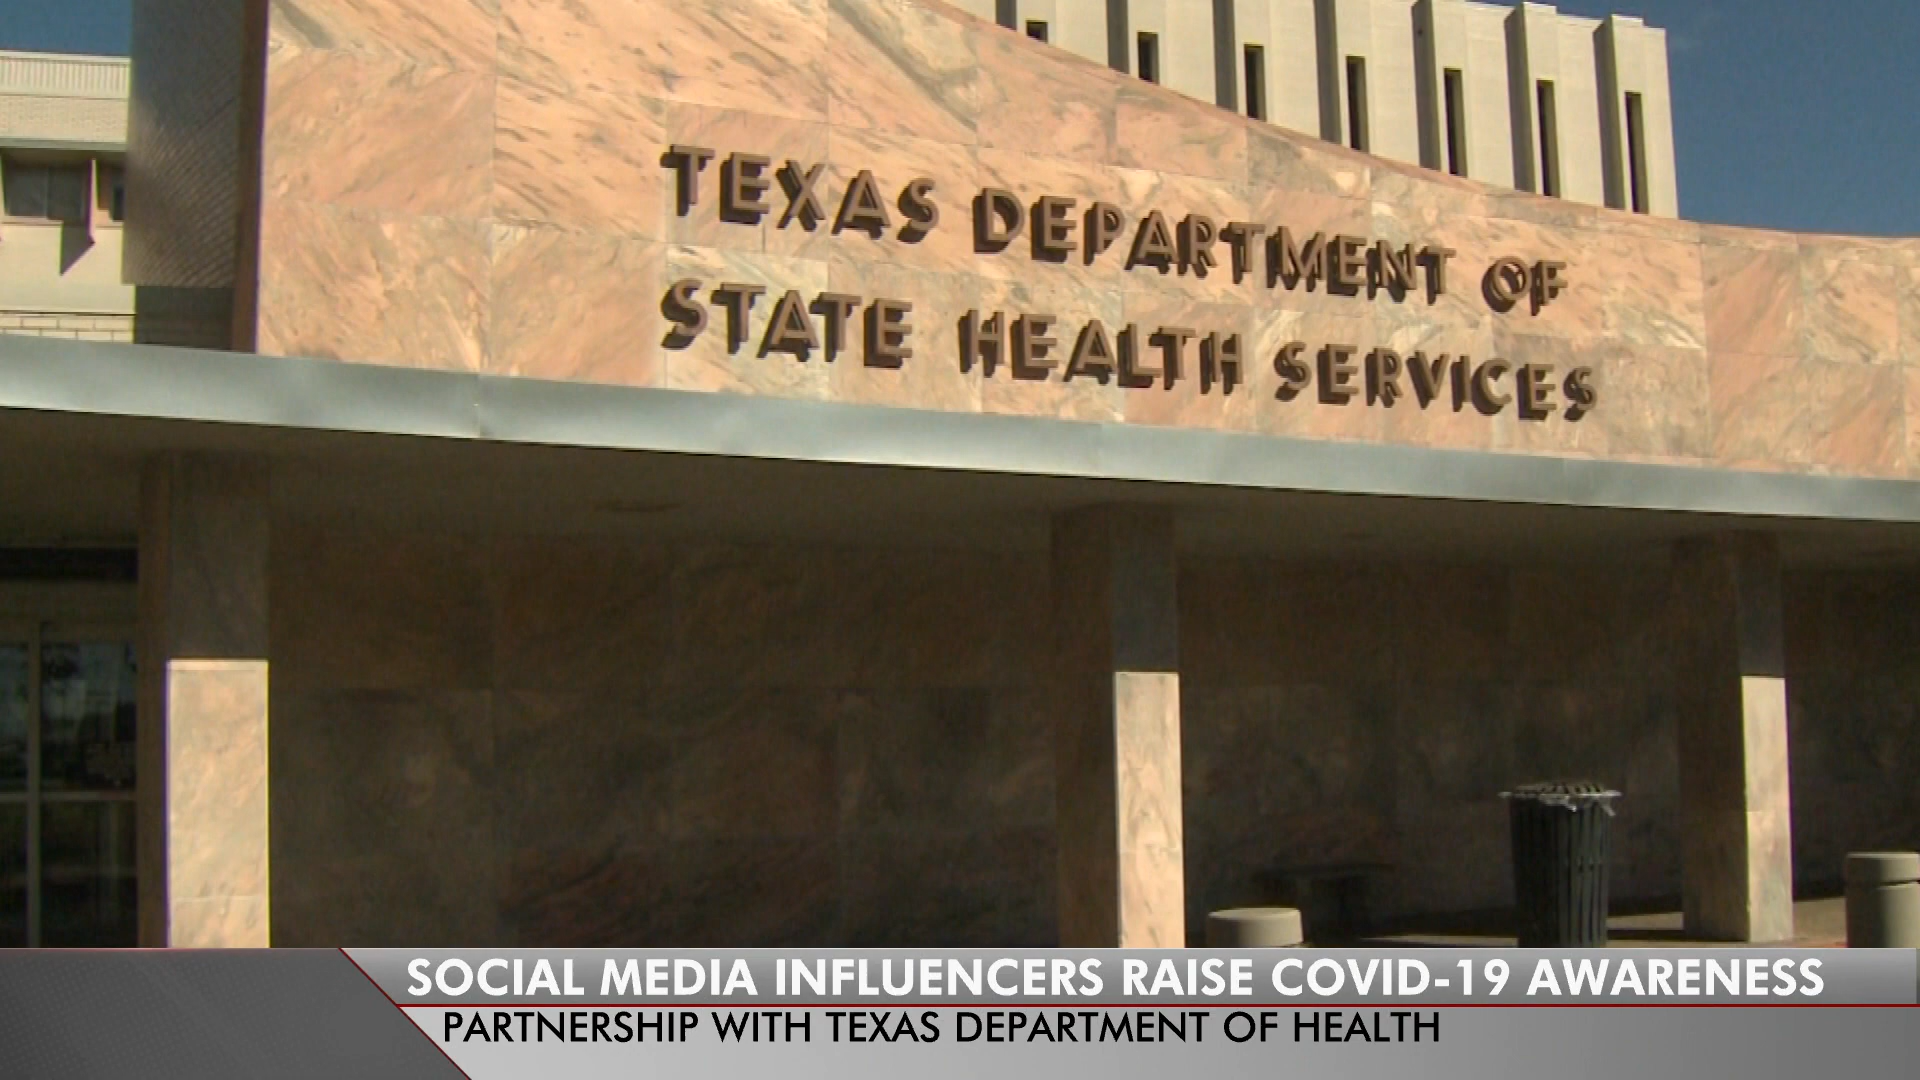 TEXAS DEPARTMENT OF
STATE HEALTH SERVICES
SOCIAL MEDIA INFLUENCERS RAISE COVID-19 AWARENESS
PARTNERSHIP WITH TEXAS DEPARTMENT OF HEALTH